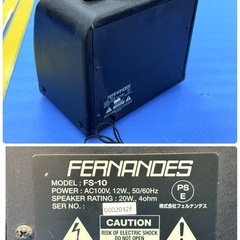 FERNANDES
MODEL: FS-10
POWER: AC100V, 12W, 50/60Hz
SPEAKER RATING: 20W, 4ohm
SER NO.:
PS
E
株式会社フェルナンデス
CAUTION
RISK OF ELECTRIC SHOCK
DO NOT OPEN